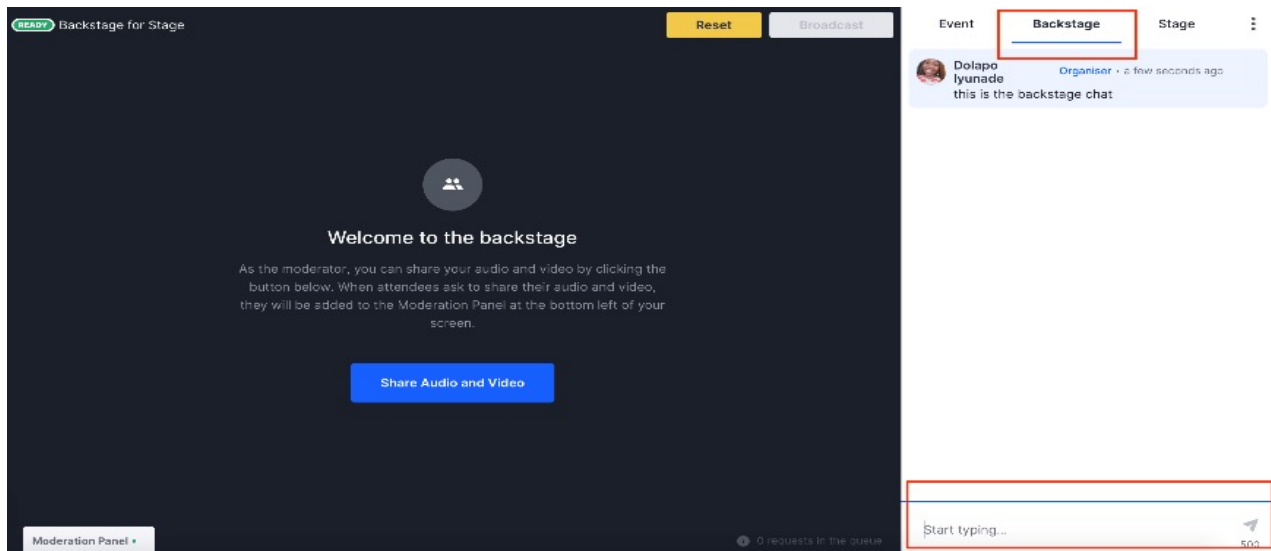 READY Backstage for Stage
Reset
Broadcast
Event
Backstage
Stage
Dolapo
Iyunade
Organiser • a few seconds ago
this is the backstage chat
Welcome to the backstage
As the moderator, you can share your audio and video by clicking the
button below. When attendees ask to share their audio and video,
they will be added to the Moderation Panel at the bottom left of your
screen.
Share Audio and Video
Moderation Panel •
0 requests in the queue
Start typing...
500